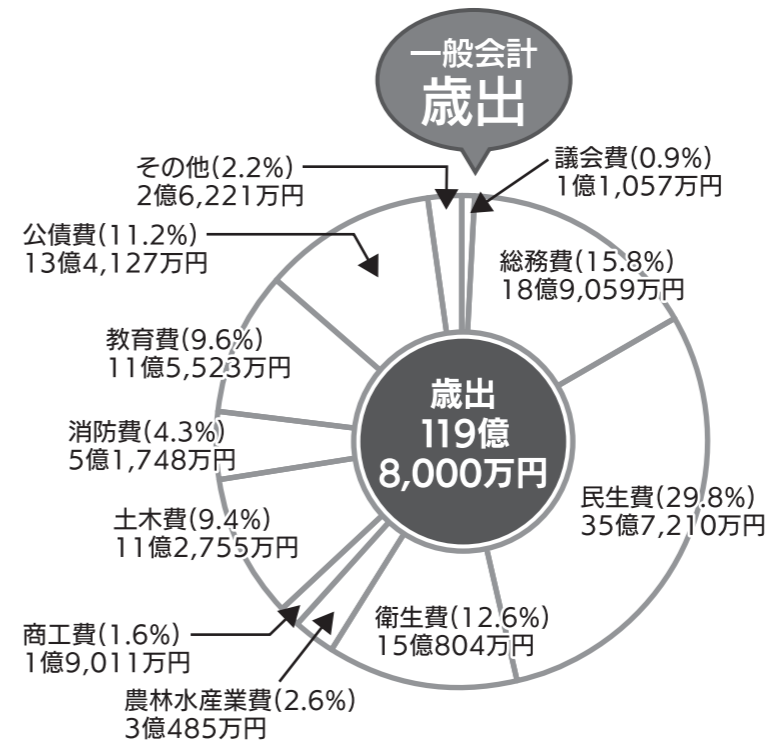 一般会計
歳出
議会費(0.9%)
1億1,057万円
総務費(15.8%)
18億9,059万円
民生費(29.8%)
35億7,210万円
衛生費(12.6%)
15億804万円
農林水産業費(2.6%)
3億485万円
商工費(1.6%)
1億9,011万円
土木費(9.4%)
11億2,755万円
消防費(4.3%)
5億1,748万円
教育費(9.6%)
11億5,523万円
公債費(11.2%)
13億4,127万円
その他(2.2%)
2億6,221万円
歳出
119億
8,000万円